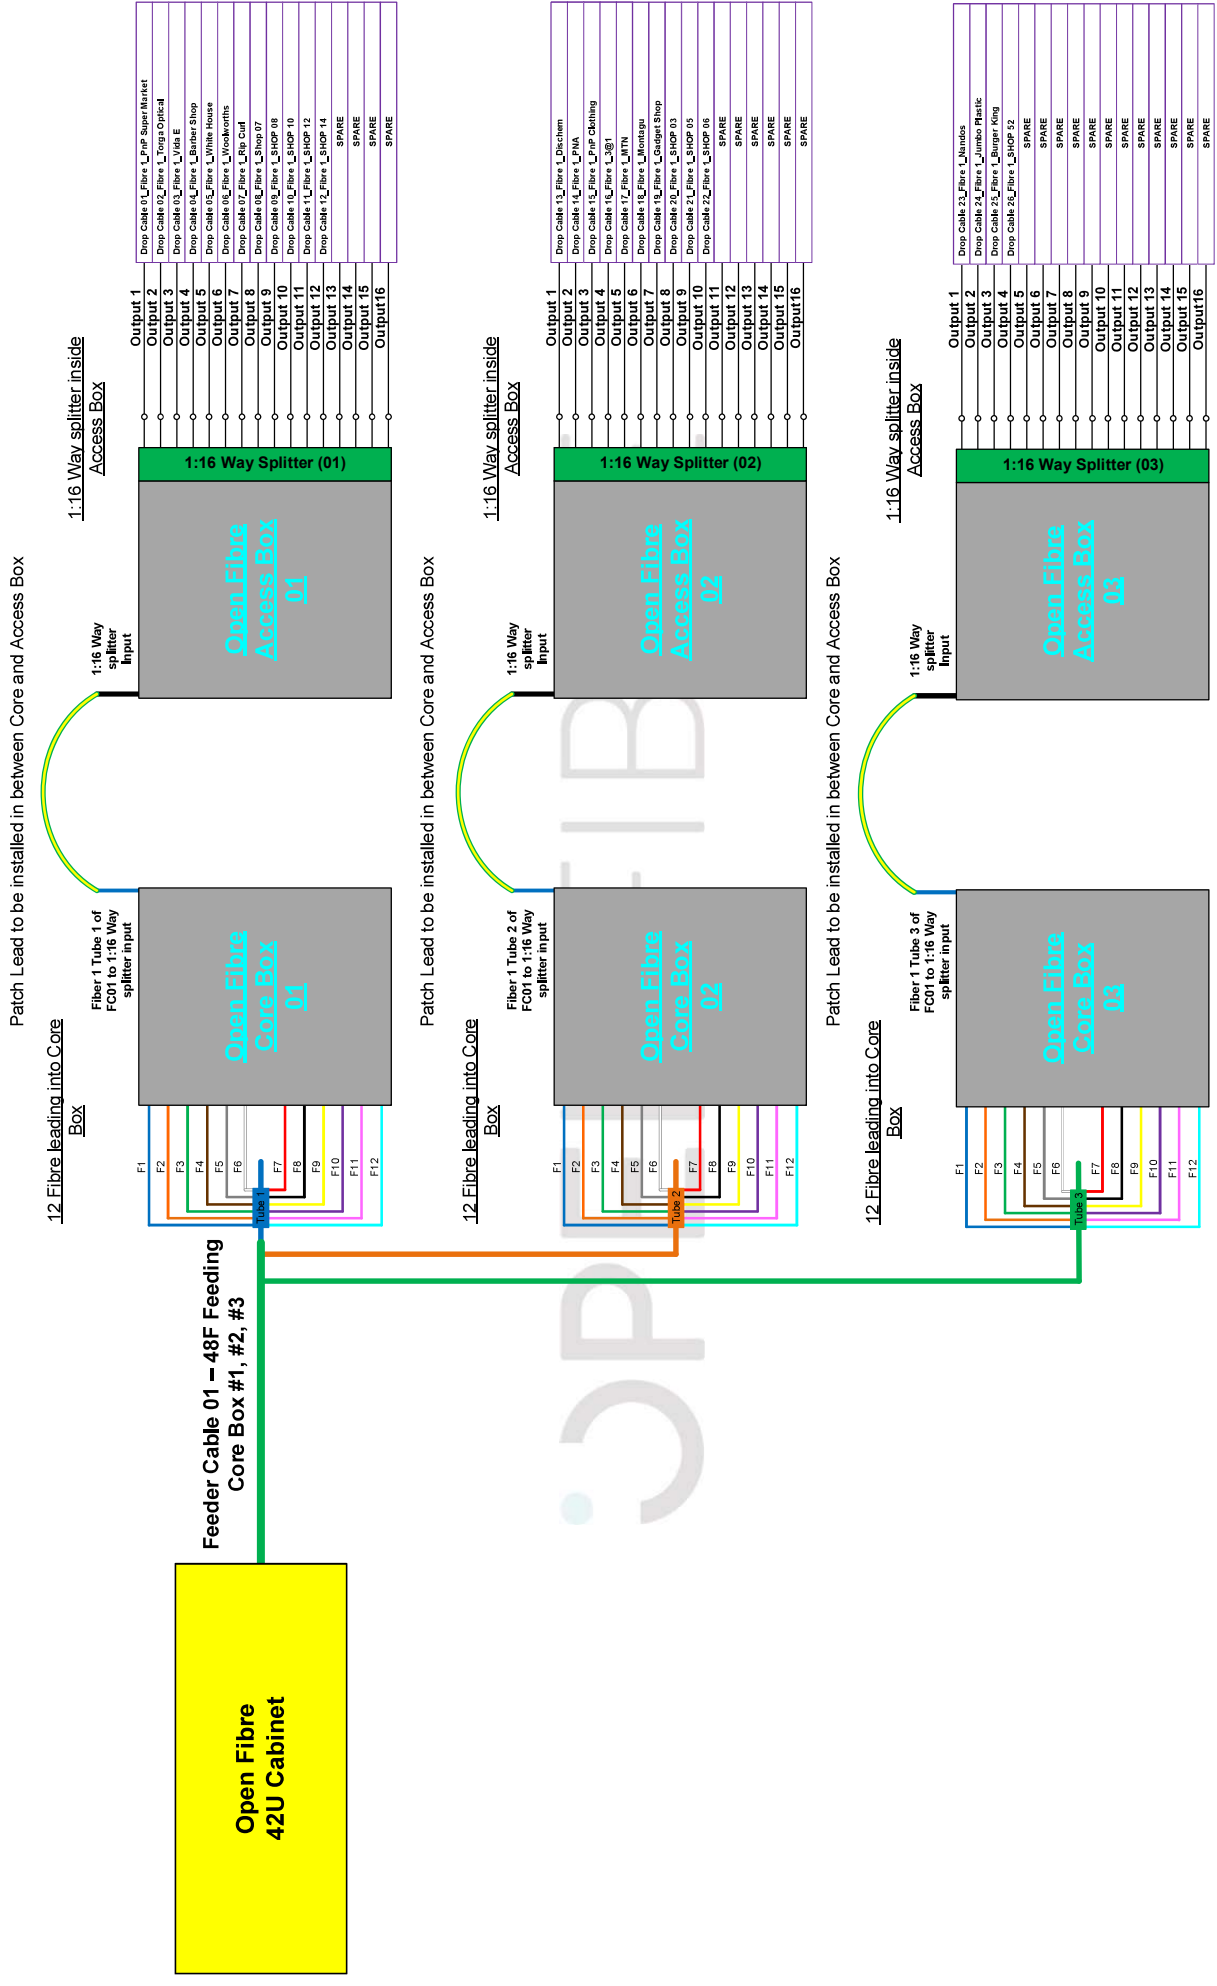 Open Fibre
42U Cabinet
Feeder Cable 01 – 48F Feeding
Core Box #1, #2, #3
Patch Lead to be installed in between Core and Access Box
12 Fibre leading into Core
Box
F1
F2
F3
F4
F5
F6
F7
F8
F9
F10
F11
F12
Tube 1
Fiber 1 Tube 1 of
FC01 to 1:16 Way
splitter input
Open Fibre
Core Box
01
1:16 Way
splitter
Input
Open Fibre
Access Box
01
1:16 Way splitter inside
Access Box
1:16 Way Splitter (01)
Output 1
Output 2
Output 3
Output 4
Output 5
Output 6
Output 7
Output 8
Output 9
Output 10
Output 11
Output 12
Output 13
Output 14
Output 15
Output16
Drop Cable 01_Fibre 1_PnP Super Market
Drop Cable 02_Fibre 1_Torga Optical
Drop Cable 03_Fibre 1_Vida E
Drop Cable 04_Fibre 1_Barber Shop
Drop Cable 05_Fibre 1_White House
Drop Cable 06_Fibre 1_Woolworths
Drop Cable 07_Fibre 1_Rip Curl
Drop Cable 08_Fibre 1_Shop 07
Drop Cable 09_Fibre 1_SHOP 08
Drop Cable 10_Fibre 1_SHOP 10
Drop Cable 11_Fibre 1_SHOP 12
Drop Cable 12_Fibre 1_SHOP 14
SPARE
SPARE
SPARE
SPARE
Patch Lead to be installed in between Core and Access Box
12 Fibre leading into Core
Box
F1
F2
F3
F4
F5
F6
F7
F8
F9
F10
F11
F12
Tube 2
Fiber 1 Tube 2 of
FC01 to 1:16 Way
splitter input
Open Fibre
Core Box
02
1:16 Way
splitter
Input
Open Fibre
Access Box
02
1:16 Way splitter inside
Access Box
1:16 Way Splitter (02)
Output 1
Output 2
Output 3
Output 4
Output 5
Output 6
Output 7
Output 8
Output 9
Output 10
Output 11
Output 12
Output 13
Output 14
Output 15
Output16
Drop Cable 13_Fibre 1_Dischem
Drop Cable 14_Fibre 1_PNA
Drop Cable 15_Fibre 1_PnP Clothing
Drop Cable 16_Fibre 1_3@1
Drop Cable 17_Fibre 1_MTN
Drop Cable 18_Fibre 1_Montagu
Drop Cable 19_Fibre 1_Gadget Shop
Drop Cable 20_Fibre 1_SHOP 03
Drop Cable 21_Fibre 1_SHOP 05
Drop Cable 22_Fibre 1_SHOP 06
SPARE
SPARE
SPARE
SPARE
SPARE
SPARE
Patch Lead to be installed in between Core and Access Box
12 Fibre leading into Core
Box
F1
F2
F3
F4
F5
F6
F7
F8
F9
F10
F11
F12
Tube 3
Fiber 1 Tube 3 of
FC01 to 1:16 Way
splitter input
Open Fibre
Core Box
03
1:16 Way
splitter
Input
Open Fibre
Access Box
03
1:16 Way splitter inside
Access Box
1:16 Way Splitter (03)
Output 1
Output 2
Output 3
Output 4
Output 5
Output 6
Output 7
Output 8
Output 9
Output 10
Output 11
Output 12
Output 13
Output 14
Output 15
Output16
Drop Cable 23_Fibre 1_Nandos
Drop Cable 24_Fibre 1_Jumbo Plastic
Drop Cable 25_Fibre 1_Burger King
Drop Cable 26_Fibre 1_SHOP 52
SPARE
SPARE
SPARE
SPARE
SPARE
SPARE
SPARE
SPARE
SPARE
SPARE
SPARE
SPARE